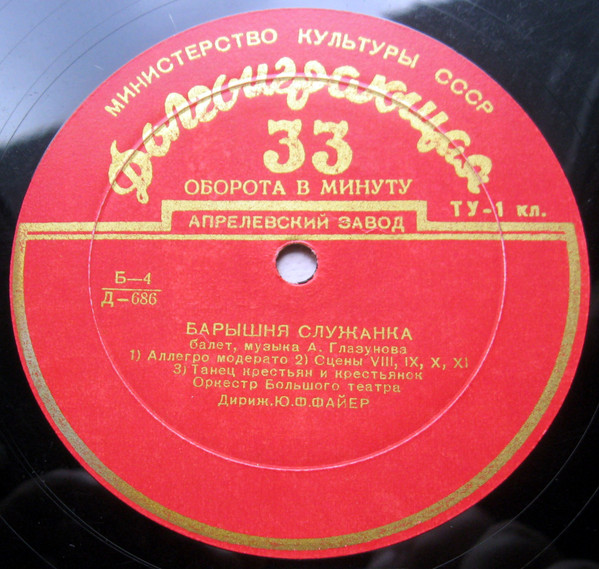 МИНИСТЕРСТВО КУЛЬТУРЫ СССР
Долгоиграющая
33
ОБОРОТА В МИНУТУ
ТУ-1 кл.
АПРЕЛЕВСКИЙ ЗАВОД
Б—4
Д—686
БАРЫШНЯ СЛУЖАНКА
балет, музыка А. Глазунова
1) Аллегро модерато 2) Сцены VIII, IX, X, XI
3) Танец крестьян и крестьянок
Оркестр Большого театра
Дириж. Ю.Ф.ФАЙЕР